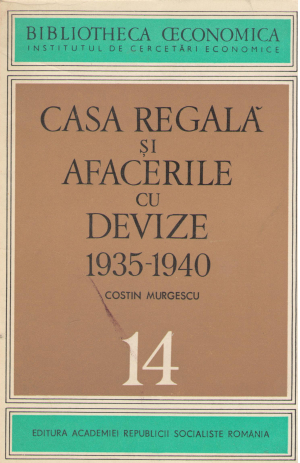 BIBLIOTHECA ŒCONOMICA
INSTITUTUL DE CERCETĂRI ECONOMICE
CASA REGALĂ
ȘI
AFACERILE
CU
DEVIZE
1935-1940
COSTIN MURGESCU
14
EDITURA ACADEMIEI REPUBLICII SOCIALISTE ROMÂNIA